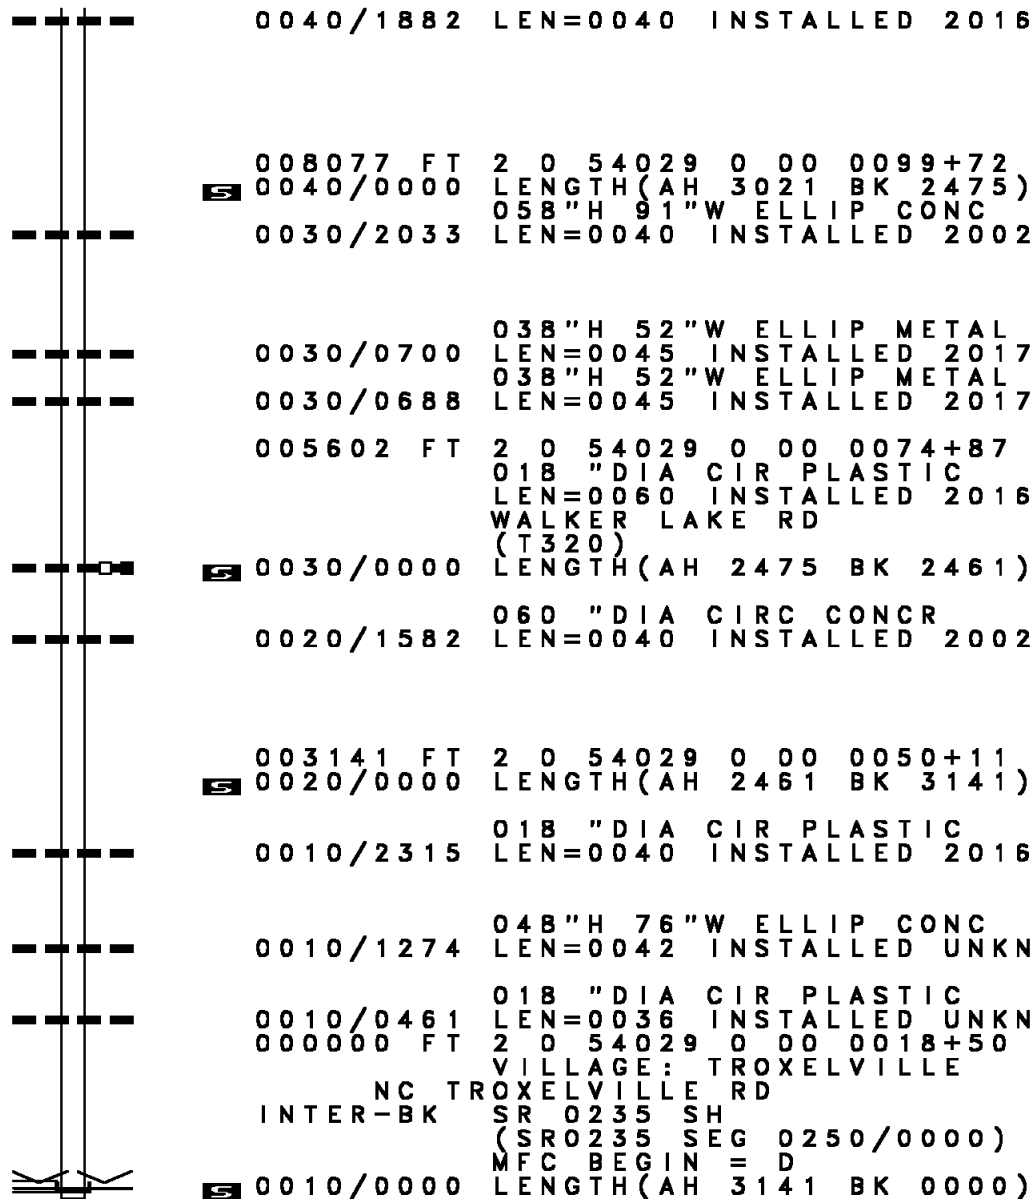 0040/1882 LEN=0040 INSTALLED 2016
008077 FT 2 0 54029 0 00 0099+72
S 0040/0000 LENGTH(AH 3021 BK 2475)
058"H 91"W ELLIP CONC
0030/2033 LEN=0040 INSTALLED 2002
038"H 52"W ELLIP METAL
0030/0700 LEN=0045 INSTALLED 2017
038"H 52"W ELLIP METAL
0030/0688 LEN=0045 INSTALLED 2017
005602 FT 2 0 54029 0 00 0074+87
018 "DIA CIR PLASTIC
LEN=0060 INSTALLED 2016
WALKER LAKE RD
(T320)
S 0030/0000 LENGTH(AH 2475 BK 2461)
060 "DIA CIRC CONCR
0020/1582 LEN=0040 INSTALLED 2002
003141 FT 2 0 54029 0 00 0050+11
S 0020/0000 LENGTH(AH 2461 BK 3141)
018 "DIA CIR PLASTIC
0010/2315 LEN=0040 INSTALLED 2016
048"H 76"W ELLIP CONC
0010/1274 LEN=0042 INSTALLED UNKN
018 "DIA CIR PLASTIC
0010/0461 LEN=0036 INSTALLED UNKN
000000 FT 2 0 54029 0 00 0018+50
VILLAGE: TROXELVILLE
NC TROXELVILLE RD
INTER-BK SR 0235 SH
(SR0235 SEG 0250/0000)
MFC BEGIN = D
S 0010/0000 LENGTH(AH 3141 BK 0000)